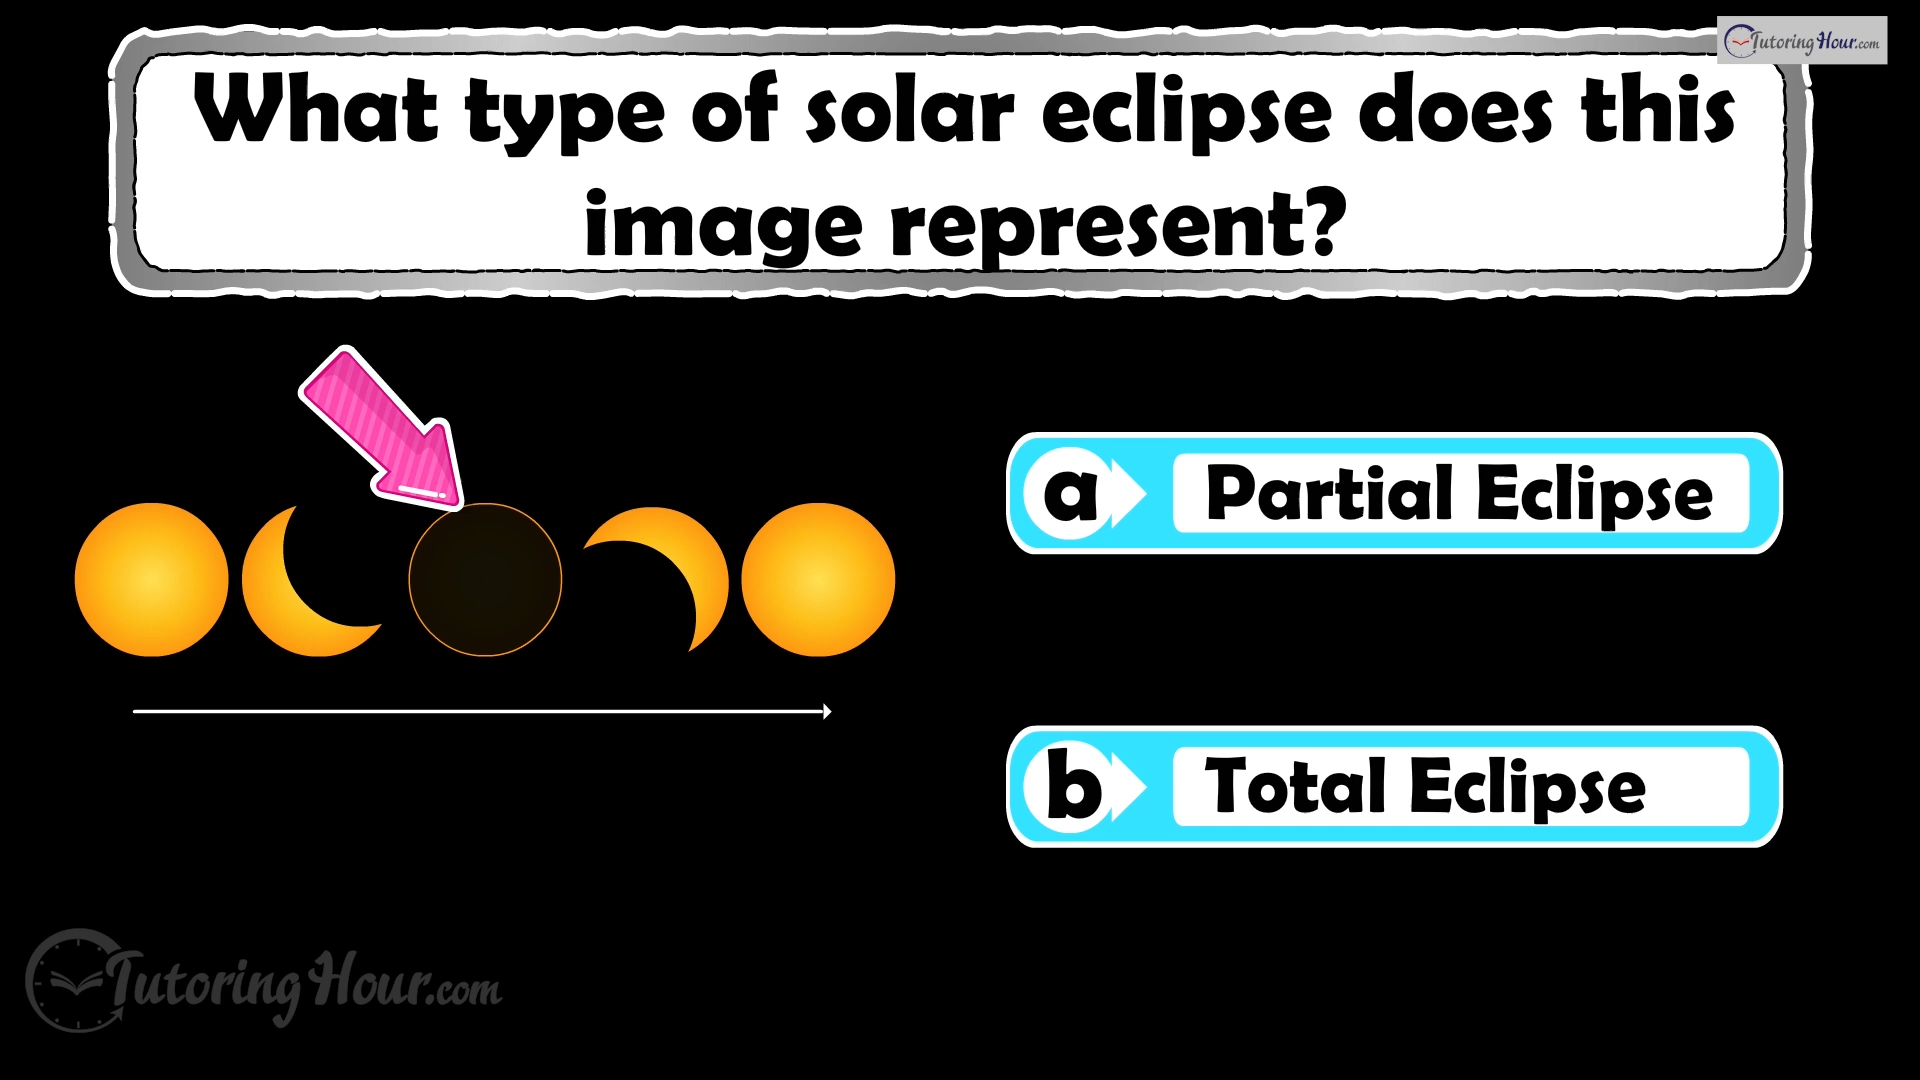 TutoringHour.com
What type of solar eclipse does this
image represent?
a Partial Eclipse
b Total Eclipse
TutoringHour.com